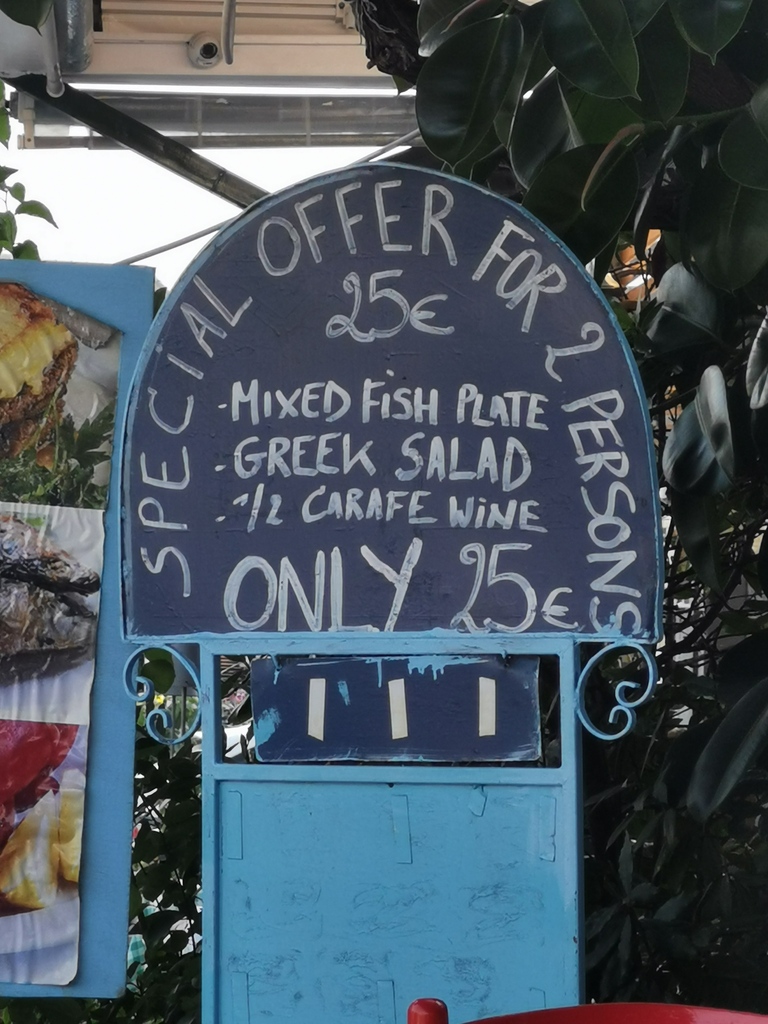 SPECIAL OFFER FOR 2 PERSONS
25€
-MIXED FISH PLATE
-GREEK SALAD
-1/2 CARAFE WINE
ONLY 25€